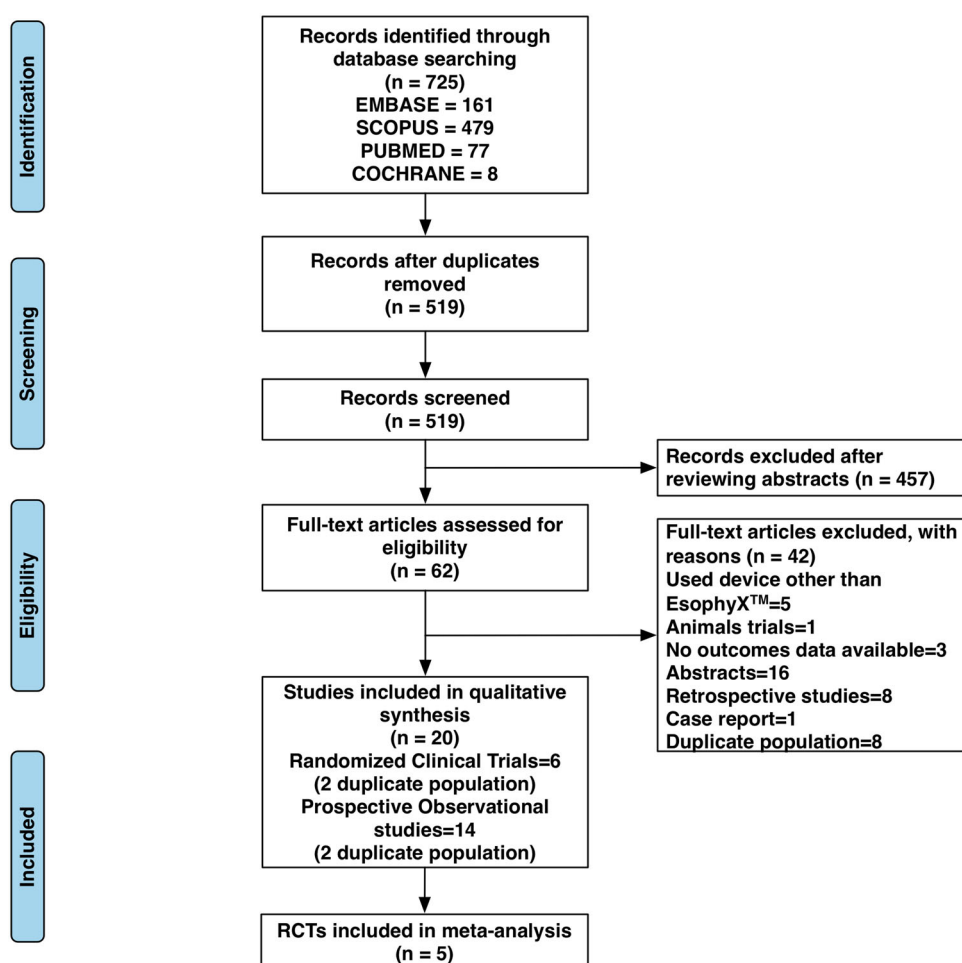 Identification
Records identified through
database searching
(n = 725)
EMBASE = 161
SCOPUS = 479
PUBMED = 77
COCHRANE = 8
Screening
Records after duplicates
removed
(n = 519)
Records screened
(n = 519)
Records excluded after
reviewing abstracts (n = 457)
Eligibility
Full-text articles assessed for
eligibility
(n = 62)
Full-text articles excluded, with
reasons (n = 42)
Used device other than
EsophyX™=5
Animals trials=1
No outcomes data available=3
Abstracts=16
Retrospective studies=8
Case report=1
Duplicate population=8
Included
Studies included in qualitative
synthesis
(n = 20)
Randomized Clinical Trials=6
(2 duplicate population)
Prospective Observational
studies=14
(2 duplicate population)
RCTs included in meta-analysis
(n = 5)